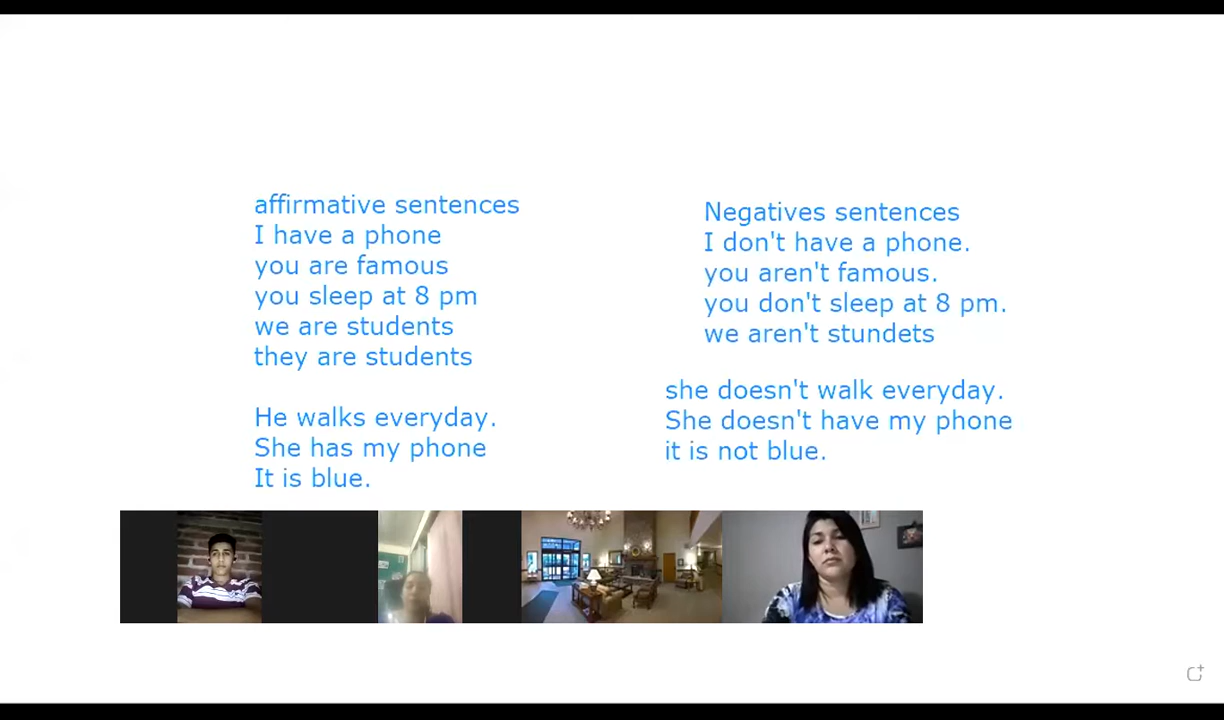 affirmative sentences
I have a phone
you are famous
you sleep at 8 pm
we are students
they are students
He walks everyday.
She has my phone
It is blue.
Negatives sentences
I don't have a phone.
you aren't famous.
you don't sleep at 8 pm.
we aren't stundets
she doesn't walk everyday.
She doesn't have my phone
it is not blue.